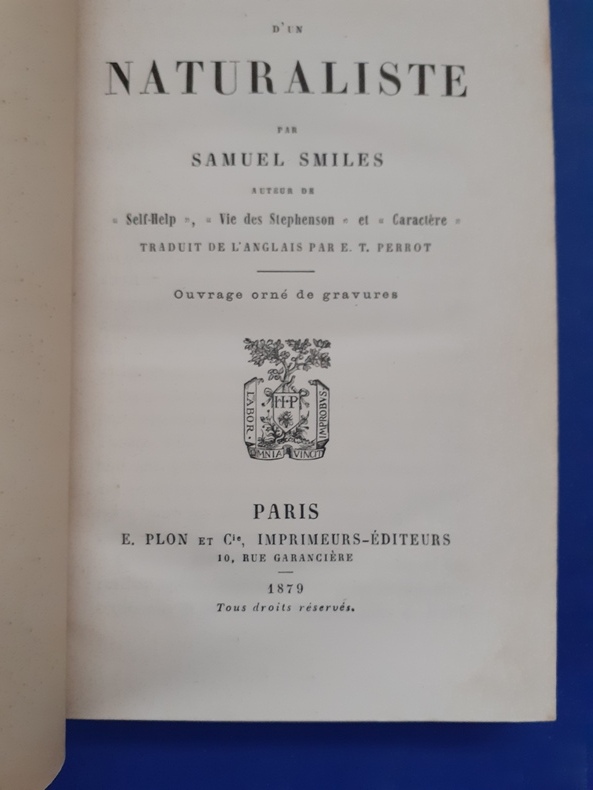 D'UN
NATURALISTE
PAR
SAMUEL SMILES
AUTEUR DE
« Self-Help », « Vie des Stephenson » et « Caractère »
TRADUIT DE L'ANGLAIS PAR E. T. PERROT
Ouvrage orné de gravures
LABOR
H·P
IMPROBVS
OMNIA VINCIT
PARIS
E. PLON ET Cie, IMPRIMEURS-ÉDITEURS
10, RUE GARANCIÈRE
1879
Tous droits réservés.